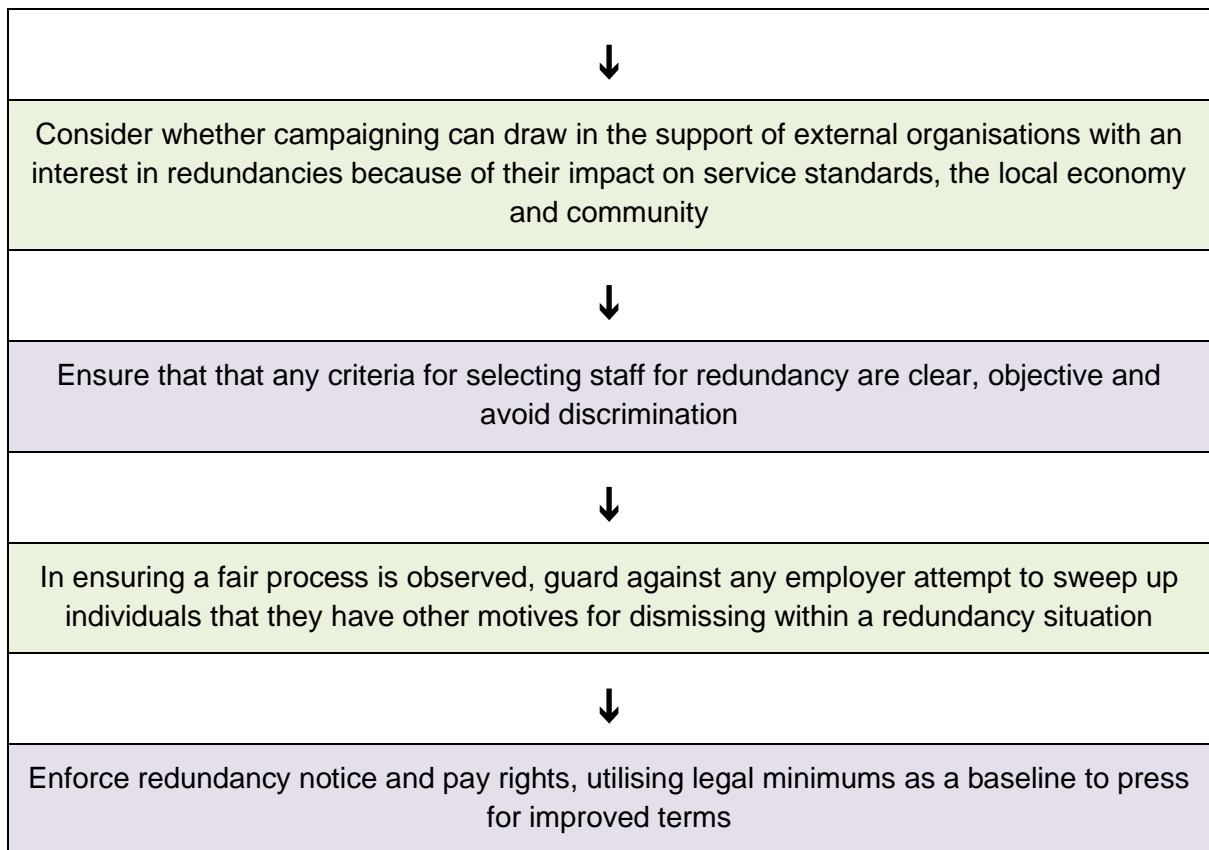 ↓
Consider whether campaigning can draw in the support of external organisations with an
interest in redundancies because of their impact on service standards, the local economy
and community
↓
Ensure that that any criteria for selecting staff for redundancy are clear, objective and
avoid discrimination
↓
In ensuring a fair process is observed, guard against any employer attempt to sweep up
individuals that they have other motives for dismissing within a redundancy situation
↓
Enforce redundancy notice and pay rights, utilising legal minimums as a baseline to press
for improved terms